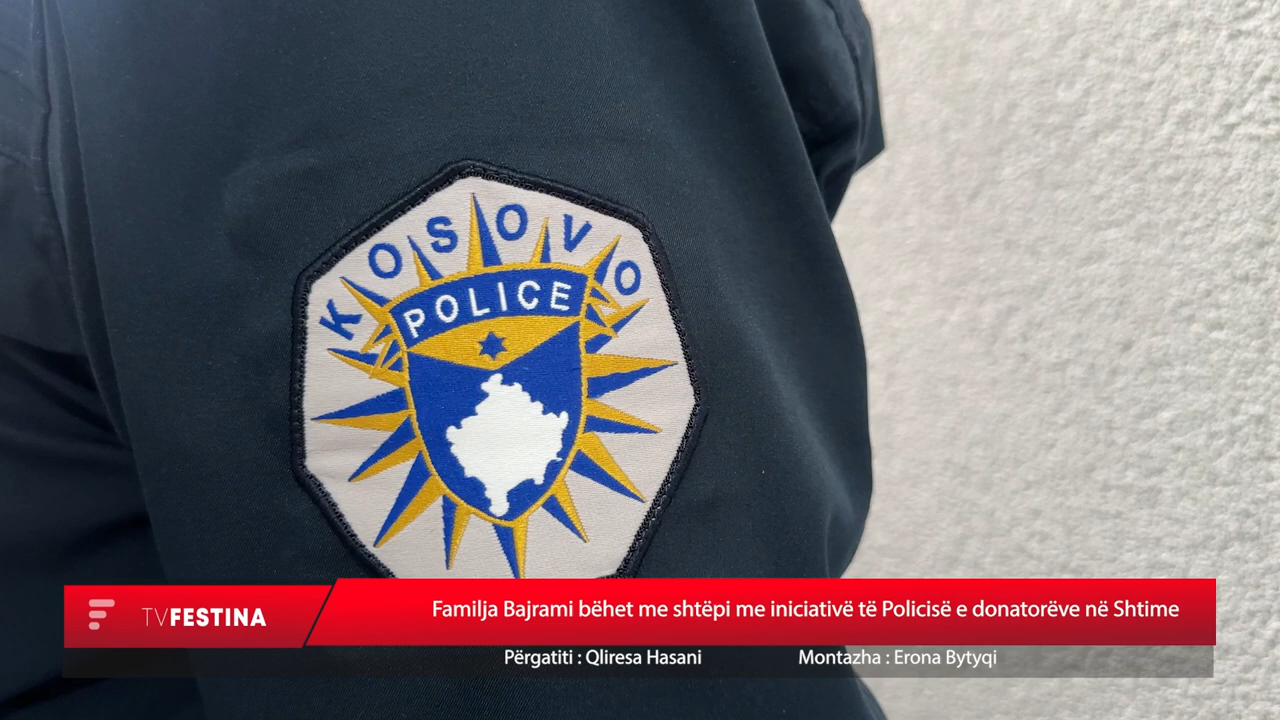 KOSOVO
POLICE
TVFESTINA
Familja Bajrami bëhet me shtëpi me iniciativë të Policisë e donatorëve në Shtime
Përgatiti : Qliresa Hasani
Montazha : Erona Bytyqi